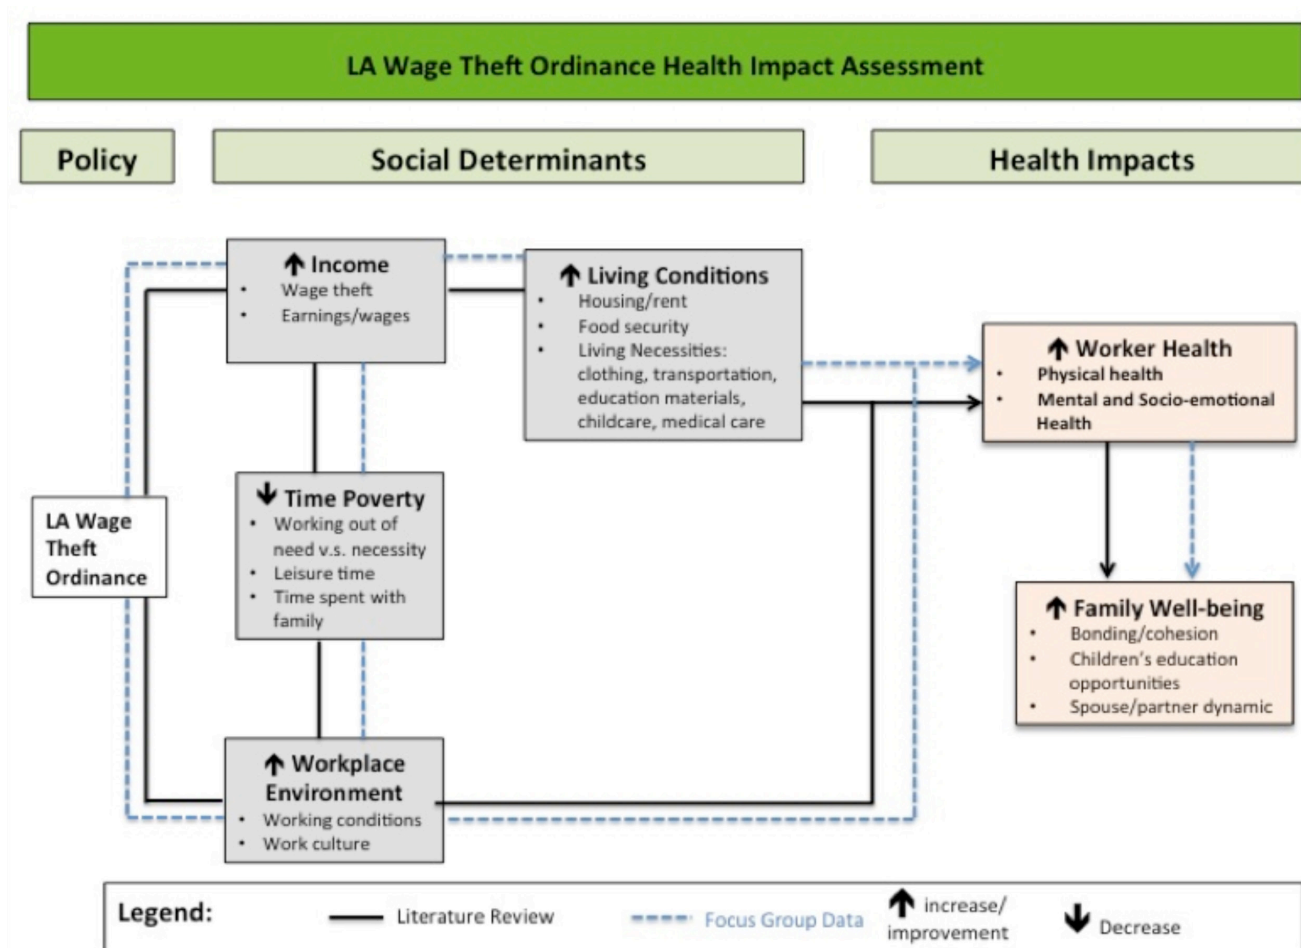 LA Wage Theft Ordinance Health Impact Assessment
Policy
Social Determinants
Health Impacts
Income
• Wage theft
• Earnings/wages
Living Conditions
• Housing/rent
• Food security
• Living Necessities:
clothing, transportation,
education materials,
childcare, medical care
Worker Health
• Physical health
• Mental and Socio-emotional
Health
LA Wage
Theft
Ordinance
Time Poverty
• Working out of
need v.s. necessity
• Leisure time
• Time spent with
family
Family Well-being
• Bonding/cohesion
• Children's education
opportunities
• Spouse/partner dynamic
Workplace
Environment
• Working conditions
• Work culture
Legend:
Literature Review
Focus Group Data
increase/
improvement
Decrease